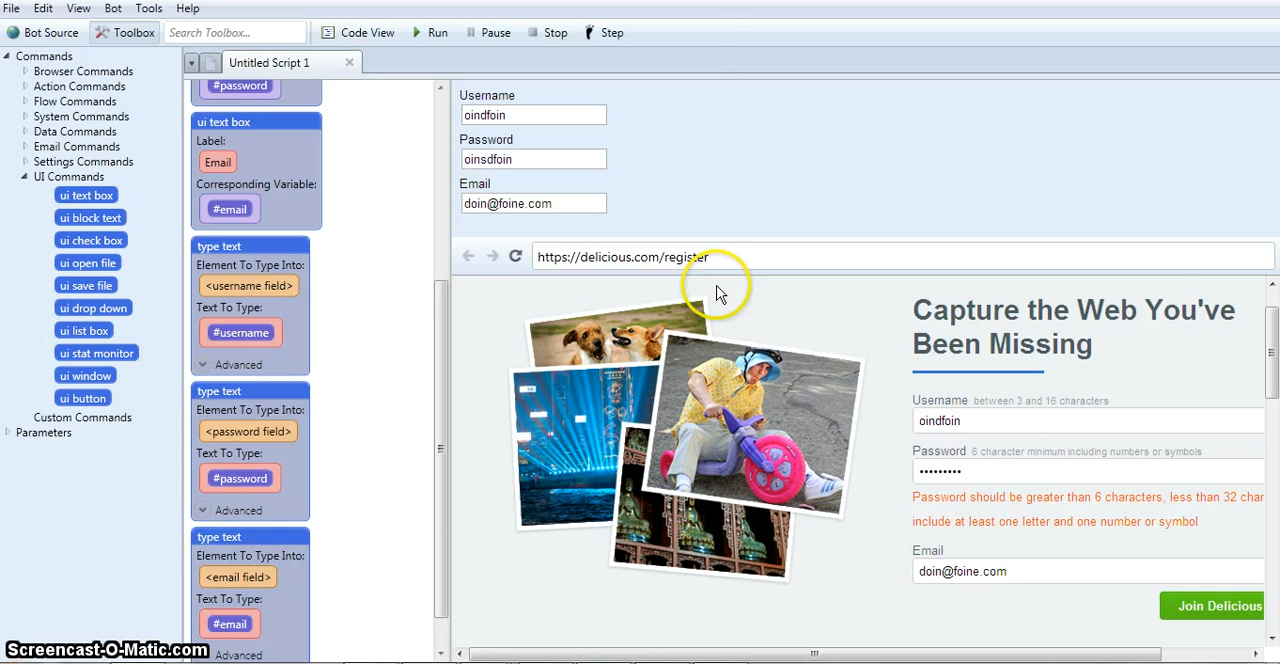 File Edit View Bot Tools Help
Bot Source Toolbox Search Toolbox... Code View Run Pause Stop Step
Untitled Script 1
Commands
Browser Commands
Action Commands
Flow Commands
System Commands
Data Commands
Email Commands
Settings Commands
UI Commands
ui text box
ui block text
ui check box
ui open file
ui save file
ui drop down
ui list box
ui stat monitor
ui window
ui button
Custom Commands
Parameters
#password
ui text box
Label:
Email
Corresponding Variable:
#email
type text
Element To Type Into:
<username field>
Text To Type:
#username
Advanced
type text
Element To Type Into:
<password field>
Text To Type:
#password
Advanced
type text
Element To Type Into:
<email field>
Text To Type:
#email
Advanced
Username
oindfoin
Password
oinsdfoin
Email
doin@foine.com
https://delicious.com/register
Capture the Web You've
Been Missing
Username between 3 and 16 characters
oindfoin
Password 6 character minimum including numbers or symbols
•••••••••
Password should be greater than 6 characters, less than 32 char
include at least one letter and one number or symbol
Email
doin@foine.com
Join Delicious
Screencast-O-Matic.com